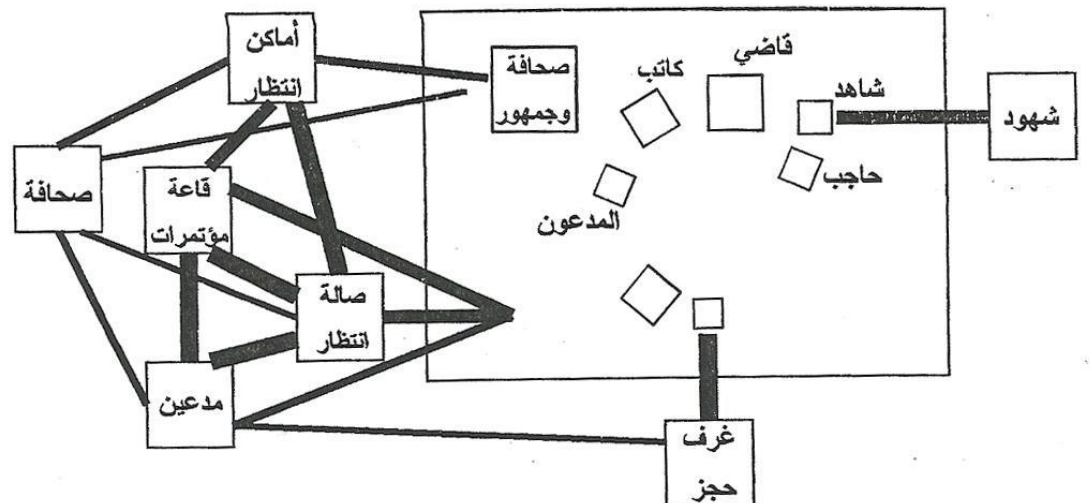 أماكن
انتظار
صحافة
وجمهور
كاتب
قاضي
شاهد
شهود
حاجب
المدعون
صحافة
قاعة
مؤتمرات
صالة
انتظار
مدعين
غرف
حجز